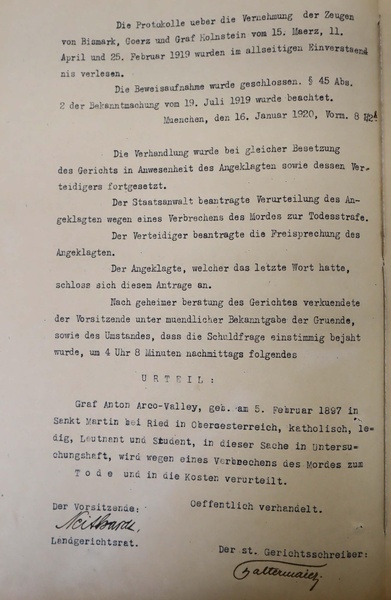 Die Protokolle ueber die Vernehmung der Zeugen
von Bismark, Goerz und Graf Holnstein vom 15. Maerz, 11.
April und 25. Februar 1919 wurden im allseitigen Einverstaend
nis verlesen.
Die Beweisaufnahme wurde geschlossen. § 45 Abs.
2 der Bekanntmachung vom 19. Juli 1919 wurde beachtet.
Muenchen, den 16. Januar 1920, Vorm. 8
Die Verhandlung wurde bei gleicher Besetzung
des Gerichts in Anwesenheit des Angeklagten sowie dessen Ver-
teidigers fortgesetzt.
Der Staatsanwalt beantragte Verurteilung des An-
geklagten wegen eines Verbrechens des Mordes zur Todesstrafe.
Der Verteidiger beantragte die Freisprechung des
Angeklagten.
Der Angeklagte, welcher das letzte Wort hatte,
schloss sich diesem Antrage an.
Nach geheimer beratung des Gerichtes verkuendete
der Vorsitzende unter muendlicher Bekanntgabe der Gruende,
sowie des Umstandes, dass die Schuldfrage einstimmig bejaht
wurde, um 4 Uhr 8 Minuten nachmittags folgendes
U R T E I L :
Graf Anton Arco-Valley, geb. am 5. Februar 1897 in
Sankt Martin bei Ried in Oberoesterreich, katholisch, le-
dig, Leutnant und Student, in dieser Sache in Untersu-
chungshaft, wird wegen eines Verbrechens des Mordes zum
T o d e und in die Kosten verurteilt.
Der Vorsitzende: Oeffentlich verhandelt.
Neithardt.
Landgerichtsrat.
Der st. Gerichtsschreiber: